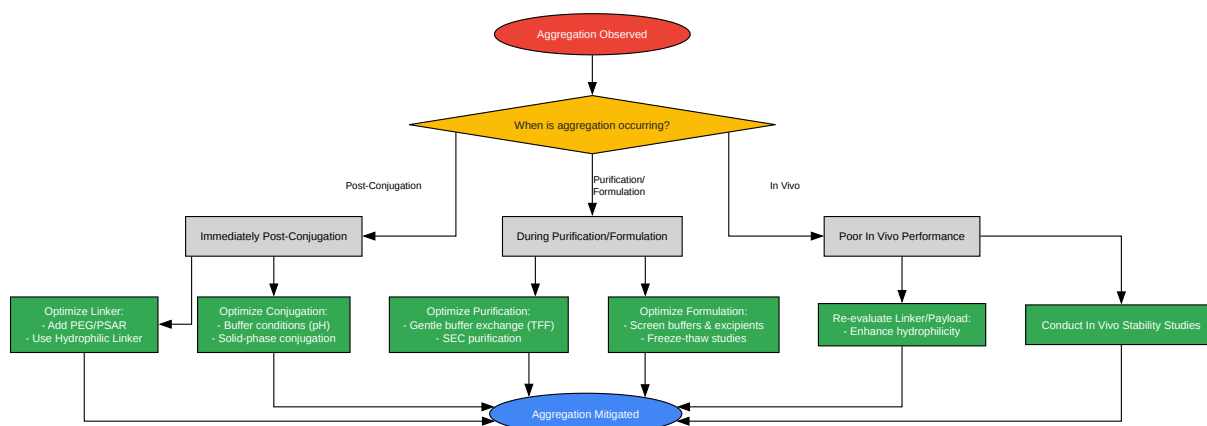 Aggregation Observed
When is aggregation occurring?
Post-Conjugation
Purification/
Formulation
In Vivo
Immediately Post-Conjugation
During Purification/Formulation
Poor In Vivo Performance
Optimize Linker:
- Add PEG/PSAR
- Use Hydrophilic Linker
Optimize Conjugation:
- Buffer conditions (pH)
- Solid-phase conjugation
Optimize Purification:
- Gentle buffer exchange (TFF)
- SEC purification
Optimize Formulation:
- Screen buffers & excipients
- Freeze-thaw studies
Re-evaluate Linker/Payload:
- Enhance hydrophilicity
Conduct In Vivo Stability Studies
Aggregation Mitigated